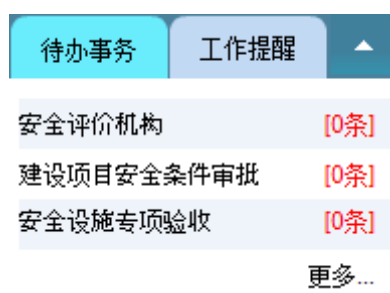 待办事务 工作提醒
安全评价机构 [0条]
建设项目安全条件审批 [0条]
安全设施专项验收 [0条]
更多...